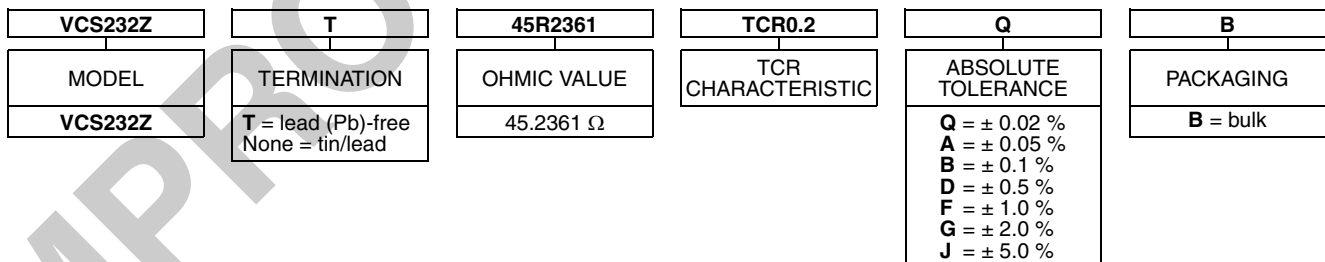 VCS232Z T 45R2361 TCR0.2 Q B
MODEL TERMINATION OHMIC VALUE TCR CHARACTERISTIC ABSOLUTE TOLERANCE PACKAGING
VCS232Z
T = lead (Pb)-free
None = tin/lead
45.2361 Ω
Q = ± 0.02 %
A = ± 0.05 %
B = ± 0.1 %
D = ± 0.5 %
F = ± 1.0 %
G = ± 2.0 %
J = ± 5.0 %
B = bulk
MPRO